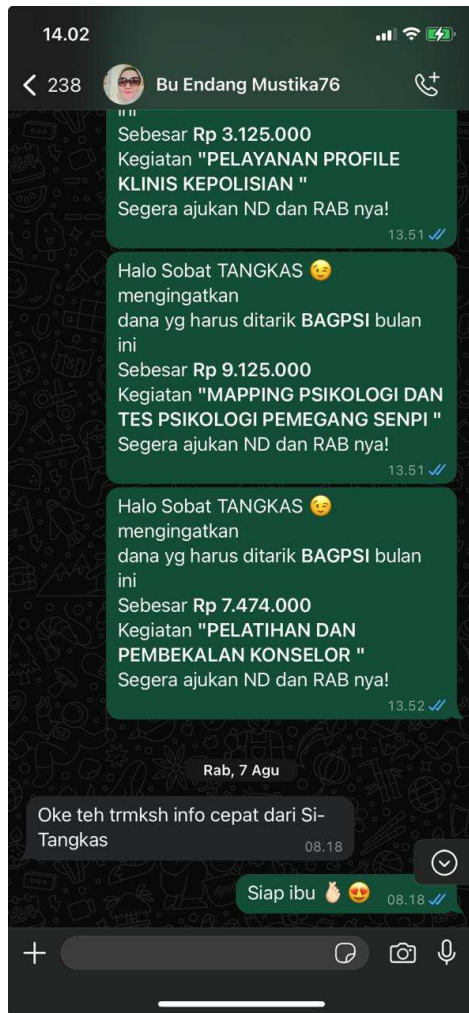 14.02
238
Bu Endang Mustika76
ini
Sebesar Rp 3.125.000
Kegiatan "PELAYANAN PROFILE
KLINIS KEPOLISIAN "
Segera ajukan ND dan RAB nya!
13.51
Halo Sobat TANGKAS 😉
mengingatkan
dana yg harus ditarik BAGPSI bulan
ini
Sebesar Rp 9.125.000
Kegiatan "MAPPING PSIKOLOGI DAN
TES PSIKOLOGI PEMEGANG SENPI "
Segera ajukan ND dan RAB nya!
13.51
Halo Sobat TANGKAS 😉
mengingatkan
dana yg harus ditarik BAGPSI bulan
ini
Sebesar Rp 7.474.000
Kegiatan "PELATIHAN DAN
PEMBEKALAN KONSELOR "
Segera ajukan ND dan RAB nya!
13.52
Rab, 7 Agu
Oke teh trmksh info cepat dari Si-
Tangkas
08.18
Siap ibu 🫰🏻 😍
08.18